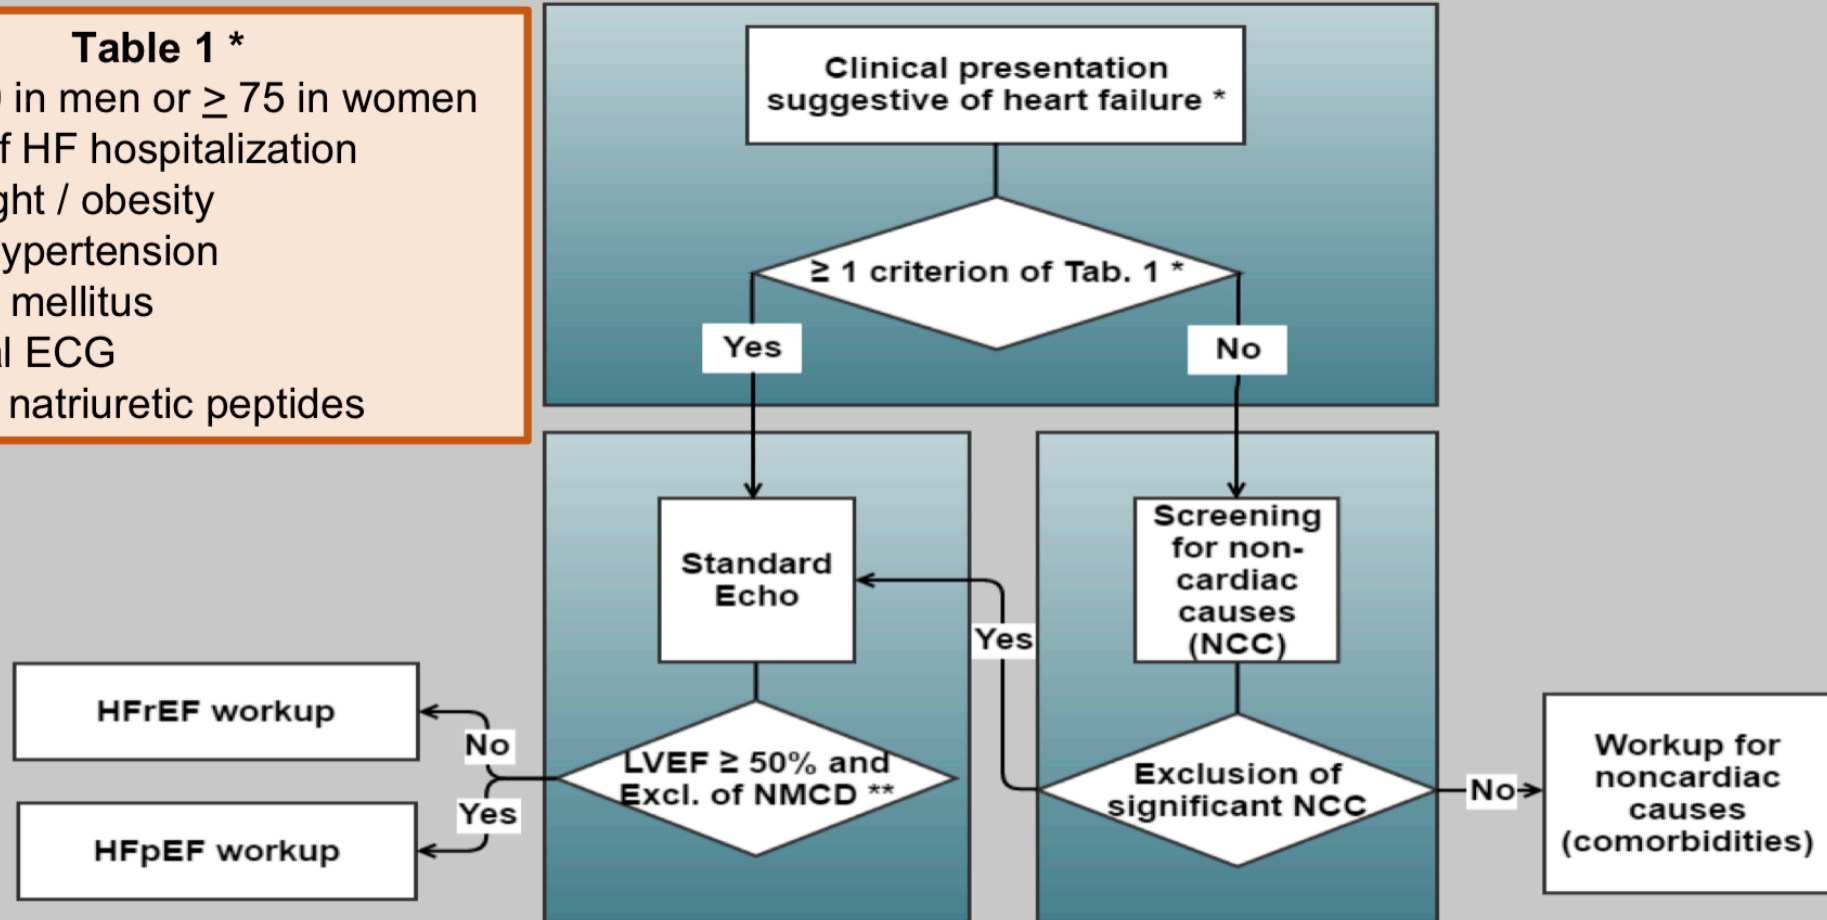 Table 1 *
in men or ≥ 75 in women
HF hospitalization
/ obesity
mellitus
ECG
natriuretic peptides
Clinical presentation
suggestive of heart failure *
≥ 1 criterion of Tab. 1 *
Yes
No
Standard
Echo
Screening
for non-
cardiac
causes
(NCC)
Yes
HFrEF workup
No
LVEF ≥ 50% and
Excl. of NMCD **
Yes
HFpEF workup
Exclusion of
significant NCC
No
Workup for
noncardiac
causes
(comorbidities)